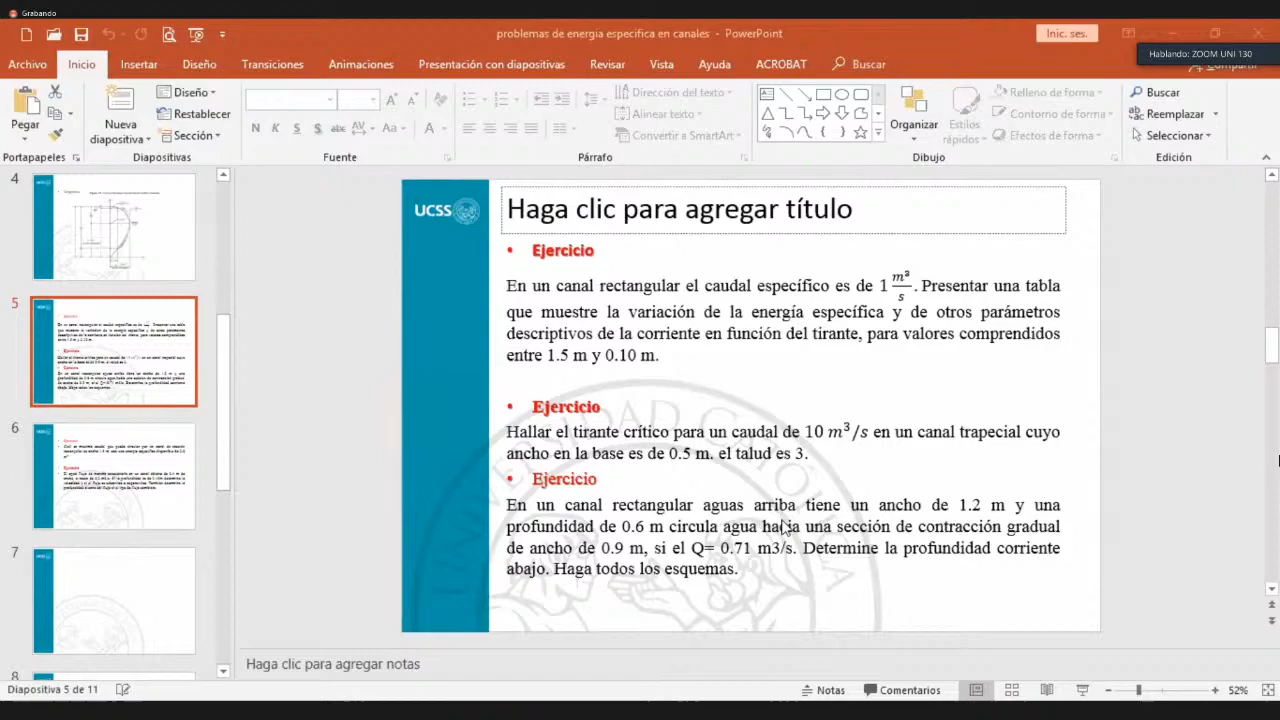 Grabando
problemas de energia especifica en canales - PowerPoint
Inic. ses.
Hablando: ZOOM UNI 130
Archivo Inicio Insertar Diseño Transiciones Animaciones Presentación con diapositivas Revisar Vista Ayuda ACROBAT Buscar
Pegar
Nueva
diapositiva
Diseño
Restablecer
Sección
N K S S abc AV Aa A
Dirección del texto
Alinear texto
Convertir a SmartArt
Organizar
Estilos
rápidos
Relleno de forma
Contorno de forma
Efectos de forma
Buscar
Reemplazar
Seleccionar
Portapapeles Diapositivas Fuente Párrafo Dibujo Edición
4
5
6
7
8
UCSS
Haga clic para agregar título
• Ejercicio
En un canal rectangular el caudal específico es de 1 m³/s. Presentar una tabla
que muestre la variación de la energía específica y de otros parámetros
descriptivos de la corriente en función del tirante, para valores comprendidos
entre 1.5 m y 0.10 m.
• Ejercicio
Hallar el tirante crítico para un caudal de 10 m³/s en un canal trapecial cuyo
ancho en la base es de 0.5 m. el talud es 3.
• Ejercicio
En un canal rectangular aguas arriba tiene un ancho de 1.2 m y una
profundidad de 0.6 m circula agua hacia una sección de contracción gradual
de ancho de 0.9 m, si el Q= 0.71 m3/s. Determine la profundidad corriente
abajo. Haga todos los esquemas.
Haga clic para agregar notas
Diapositiva 5 de 11
Notas Comentarios 52%